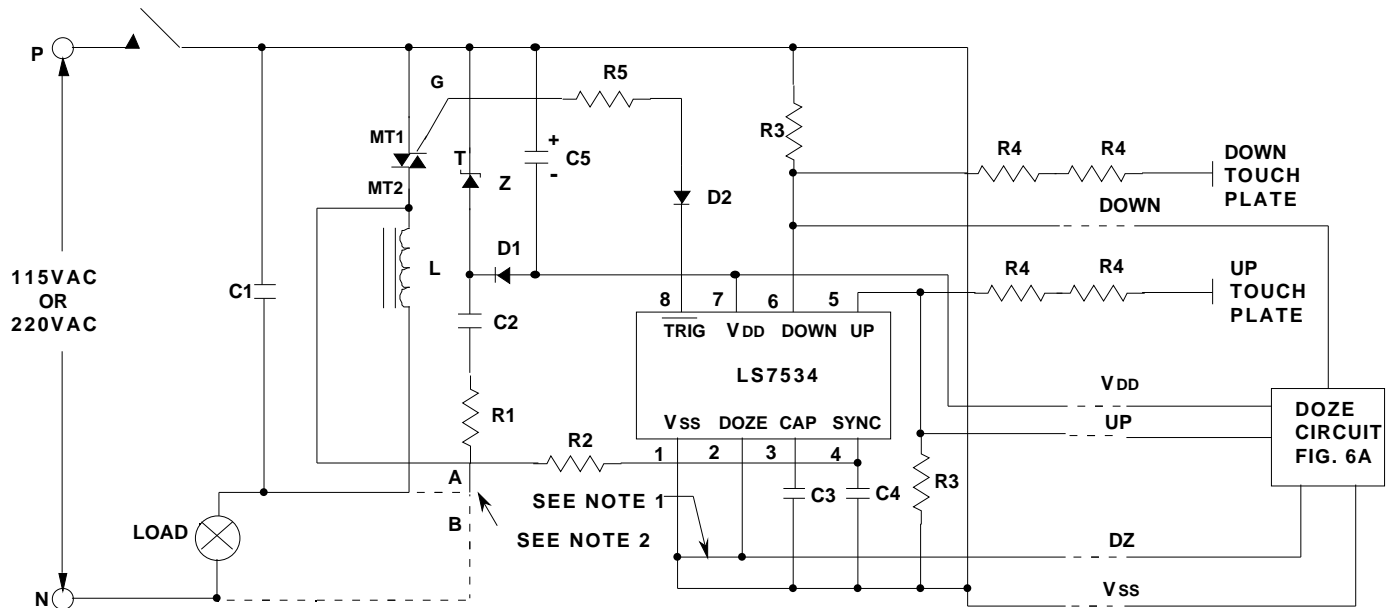 P
G
R5
MT1
T
Z
+
C5
-
R3
R4
R4
DOWN
TOUCH
PLATE
MT2
D2
DOWN
115VAC
OR
220VAC
C1
L
D1
R4
R4
UP
TOUCH
PLATE
8
7
6
5
TRIG
VDD
DOWN
UP
C2
LS7534
R1
VSS
DOZE
CAP
SYNC
VDD
UP
DOZE
CIRCUIT
FIG. 6A
R2
1
2
3
4
A
B
SEE NOTE 1
C3
C4
R3
LOAD
SEE NOTE 2
DZ
N
VSS